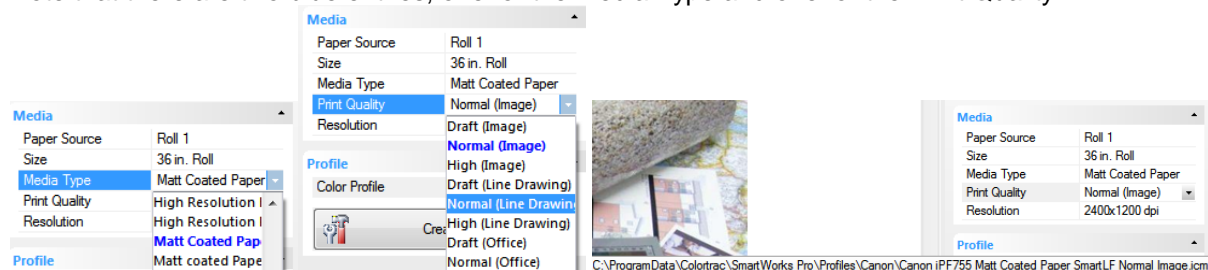 Media
Paper Source Roll 1
Size 36 in. Roll
Media Type Matt Coated Paper
Print Quality
Resolution
High Resolution
High Resolution
Matt Coated Pap
Matt coated Pape
Profile
Media
Paper Source Roll 1
Size 36 in. Roll
Media Type Matt Coated Paper
Print Quality Normal (Image)
Resolution
Draft (Image)
Normal (Image)
High (Image)
Draft (Line Drawing)
Normal (Line Drawin
High (Line Drawing)
Draft (Office)
Normal (Office)
Profile
Color Profile
Crea
Media
Paper Source Roll 1
Size 36 in. Roll
Media Type Matt Coated Paper
Print Quality Normal (Image)
Resolution 2400x1200 dpi
Profile
C:\ProgramData\Colortrac\SmartWorks Pro\Profiles\Canon\Canon iPF755 Matt Coated Paper SmartLF Normal Image.icm